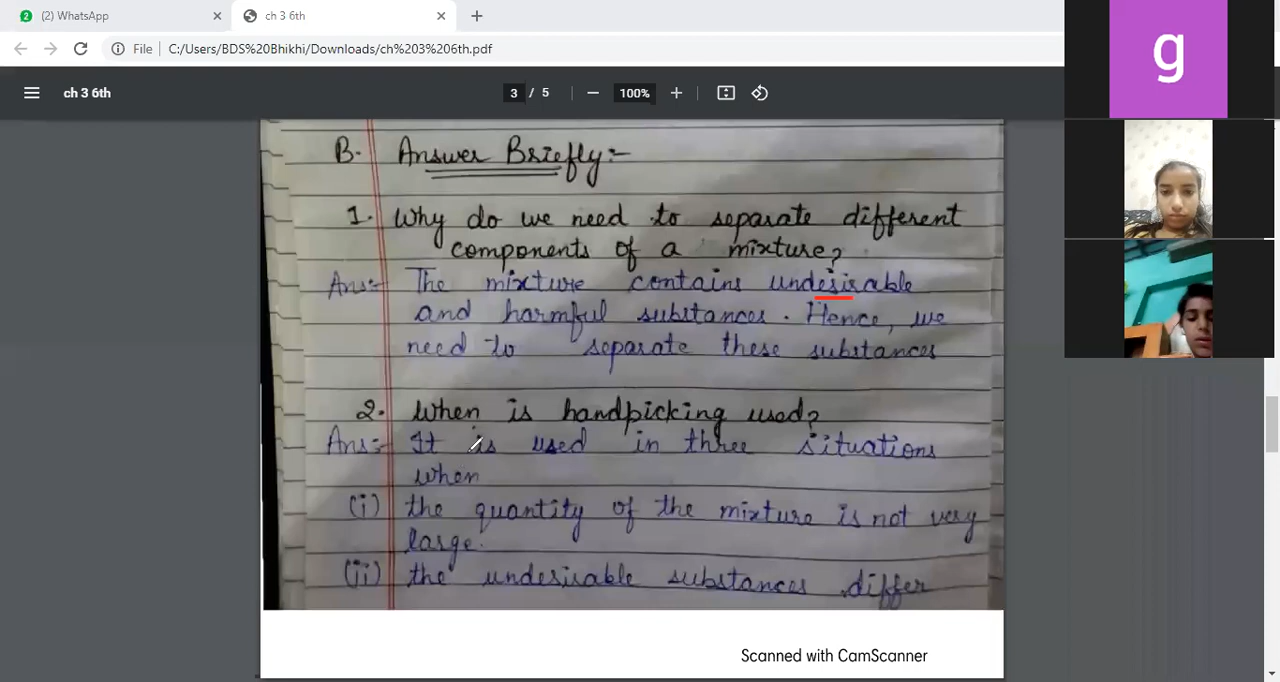 (2) WhatsApp
ch 3 6th
File
C:/Users/BDS%20Bhikhi/Downloads/ch%203%206th.pdf
ch 3 6th
3 / 5
100%
g
B. Answer Briefly:-
1. Why do we need to separate different
components of a mixture?
Ans:- The mixture contains undesirable
and harmful substances. Hence, we
need to separate these substances
2. When is handpicking used?
Ans:- It is used in three situations
when
(i) the quantity of the mixture is not very
large.
(ii) the undesirable substances differ
Scanned with CamScanner